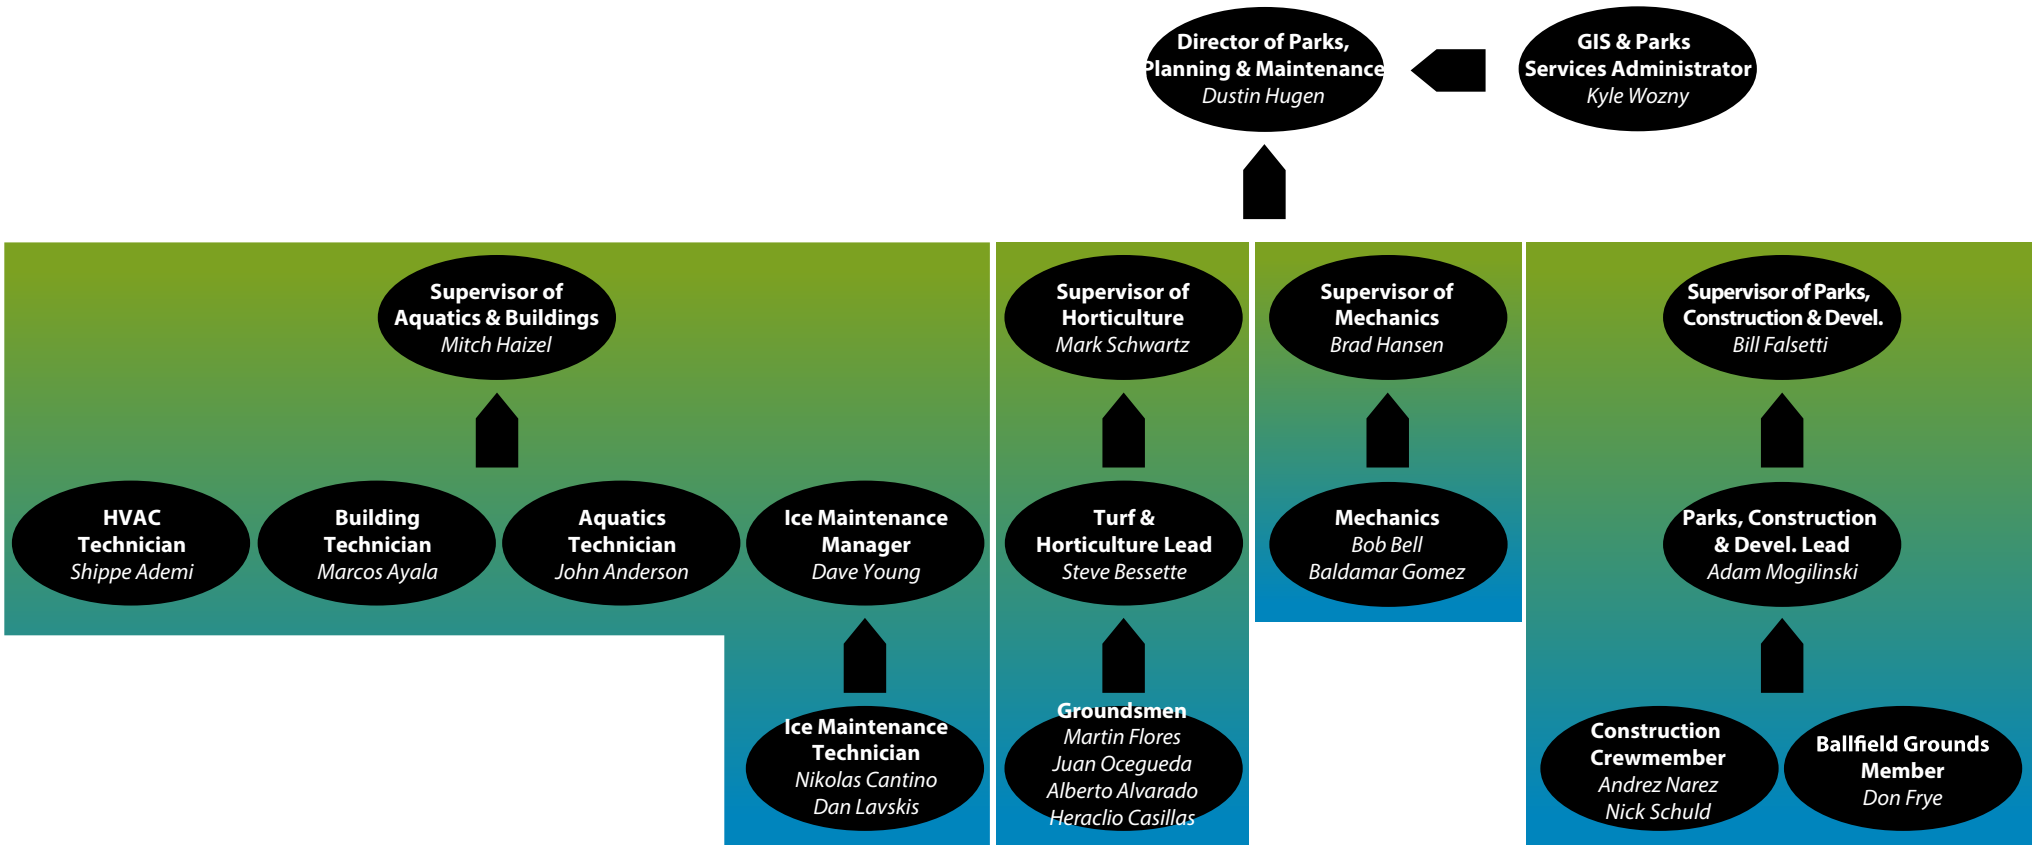 Director of Parks,
Planning & Maintenance
Dustin Hugen
GIS & Parks
Services Administrator
Kyle Wozny
Supervisor of
Aquatics & Buildings
Mitch Haizel
Supervisor of
Horticulture
Mark Schwartz
Supervisor of
Mechanics
Brad Hansen
Supervisor of Parks,
Construction & Devel.
Bill Falsetti
HVAC
Technician
Shippe Ademi
Building
Technician
Marcos Ayala
Aquatics
Technician
John Anderson
Ice Maintenance
Manager
Dave Young
Turf &
Horticulture Lead
Steve Bessette
Mechanics
Bob Bell
Baldamar Gomez
Parks, Construction
& Devel. Lead
Adam Mogilinski
Ice Maintenance
Technician
Nikolas Cantino
Dan Lavskis
Groundsmen
Martin Flores
Juan Ocegueda
Alberto Alvarado
Heraclio Casillas
Construction
Crewmember
Andrez Narez
Nick Schuld
Ballfield Grounds
Member
Don Frye